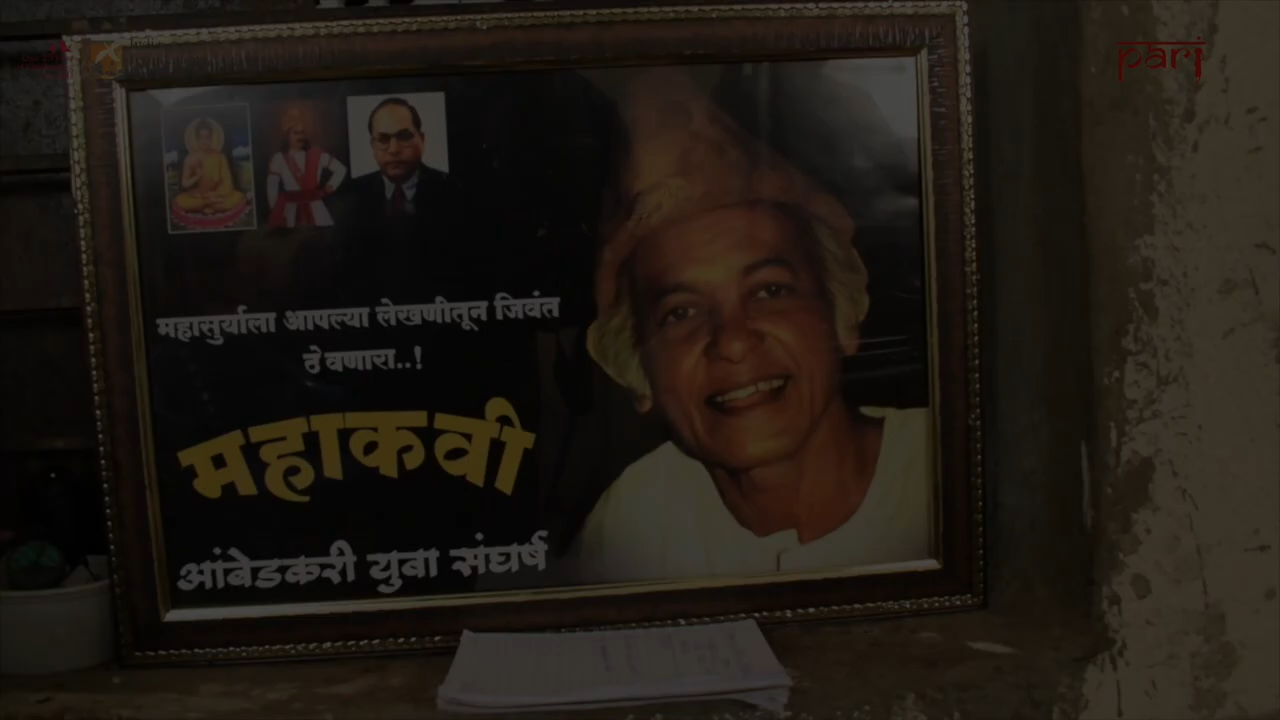 pari
महासुर्याला आपल्या लेखणीतून जिवंत
ठेवणारा..!
महाकवी
आंबेडकरी युवा संघर्ष